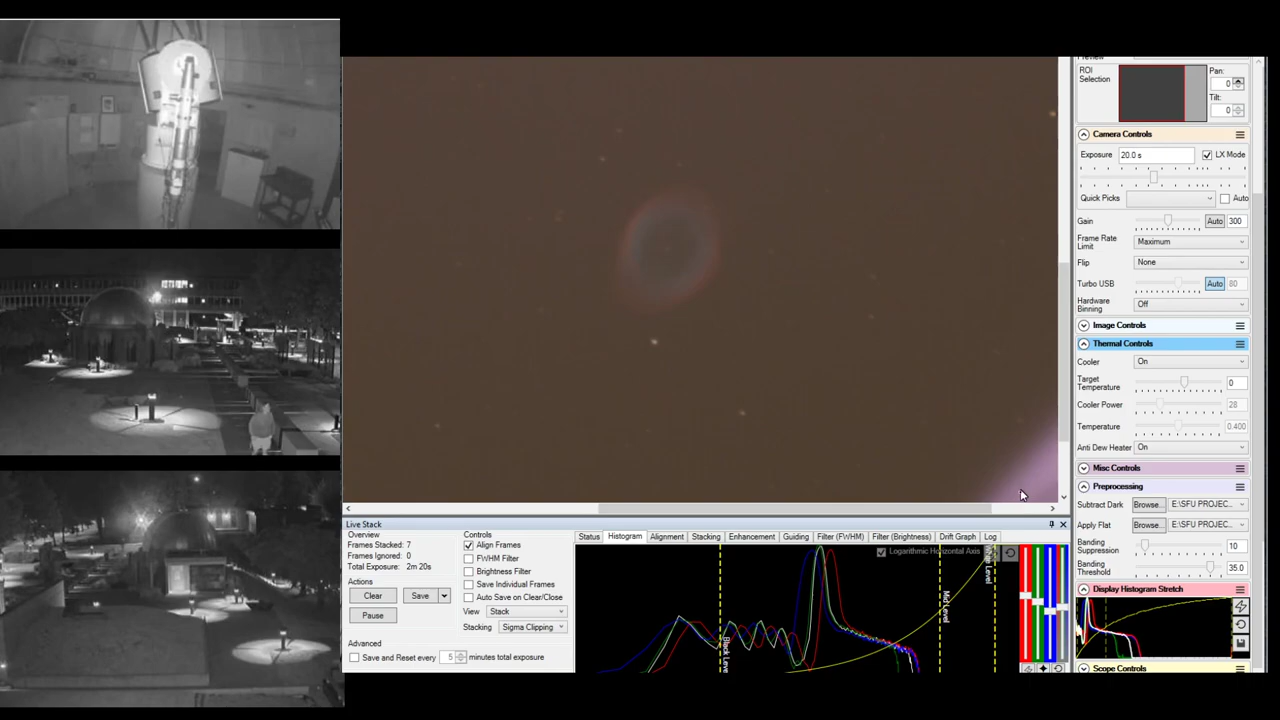 Preview
ROI Selection
Pan:
0
Tilt:
0
Camera Controls
Exposure 20.0 s LX Mode
Quick Picks Auto
Gain Auto 300
Frame Rate Limit Maximum
Flip None
Turbo USB Auto 80
Hardware Binning Off
Image Controls
Thermal Controls
Cooler On
Target Temperature 0
Cooler Power 28
Temperature 0.400
Anti Dew Heater On
Misc Controls
Preprocessing
Subtract Dark Browse... E:\SFU PROJEC...
Apply Flat Browse... E:\SFU PROJEC...
Banding Suppression 10
Banding Threshold 35.0
Display Histogram Stretch
Scope Controls
Live Stack
Overview
Frames Stacked: 7
Frames Ignored: 0
Total Exposure: 2m 20s
Actions
Clear Save
Pause
Advanced
Save and Reset every 5 minutes total exposure
Controls
Align Frames
FWHM Filter
Brightness Filter
Save Individual Frames
Auto Save on Clear/Close
View Stack
Stacking Sigma Clipping
Status Histogram Alignment Stacking Enhancement Guiding Filter (FWHM) Filter (Brightness) Drift Graph Log
Logarithmic Horizontal Axis
Black Level
Mid Level
Level